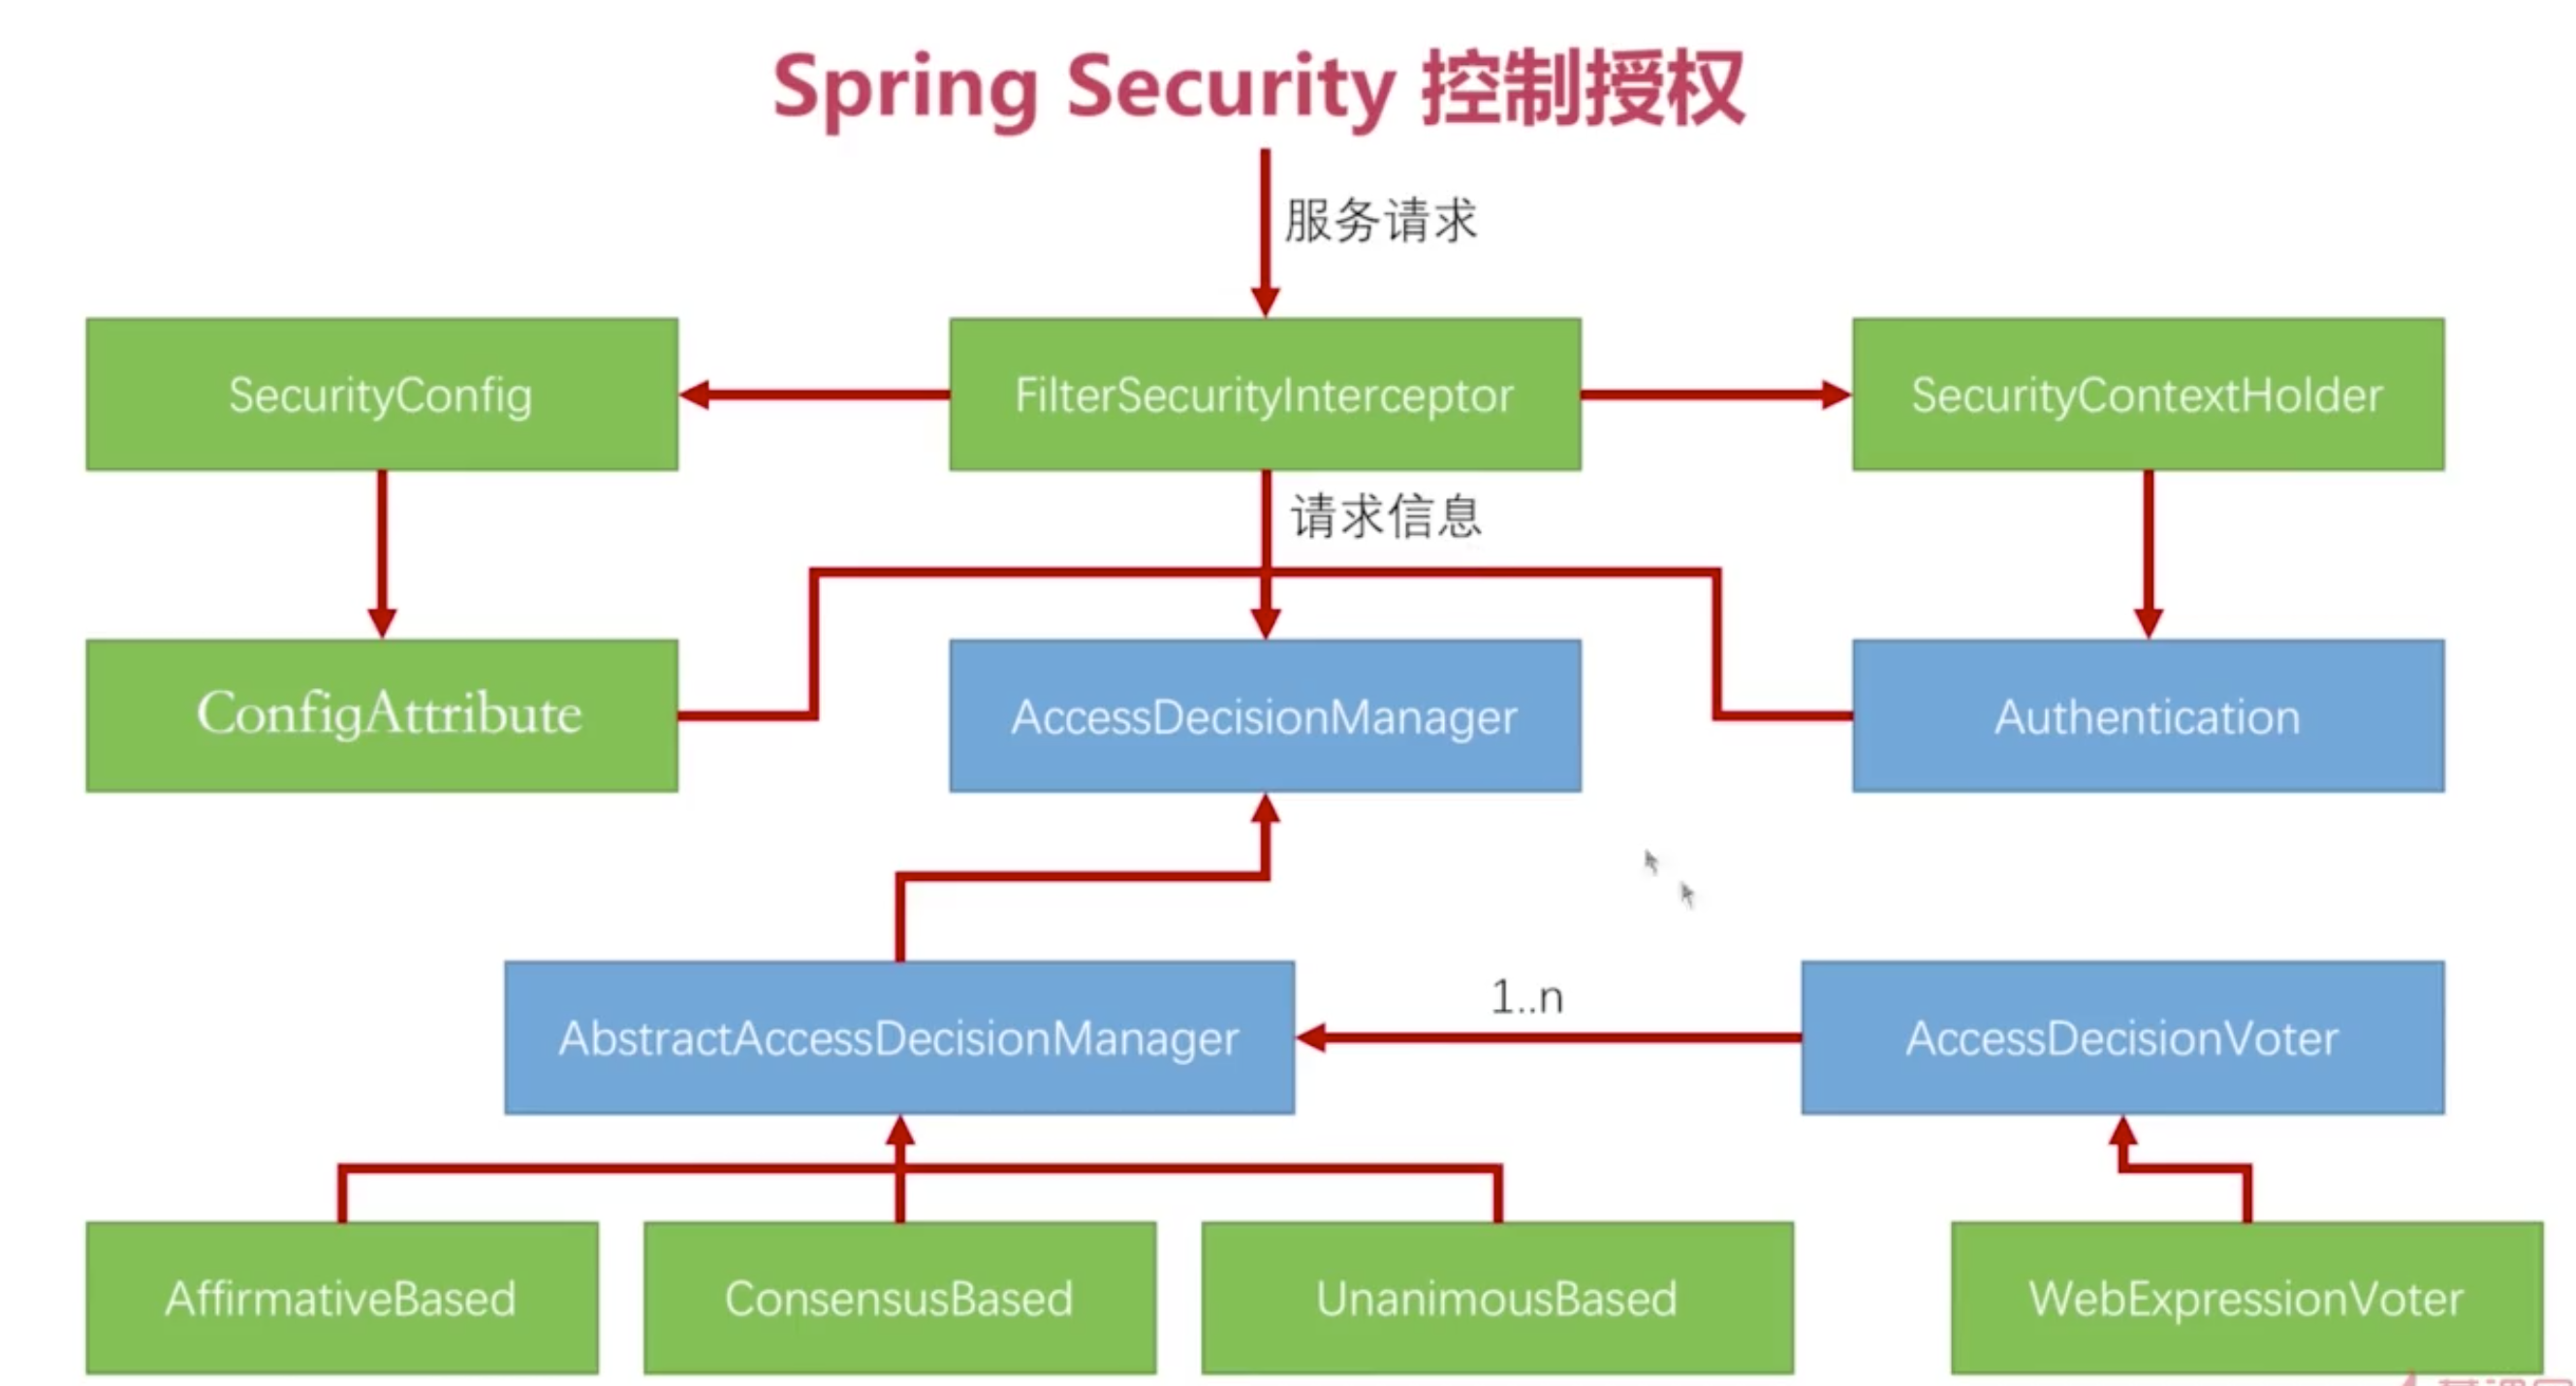 Spring Security 控制授权
服务请求
SecurityConfig
FilterSecurityInterceptor
SecurityContextHolder
请求信息
ConfigAttribute
AccessDecisionManager
Authentication
1..n
AbstractAccessDecisionManager
AccessDecisionVoter
AffirmativeBased
ConsensusBased
UnanimousBased
WebExpressionVoter